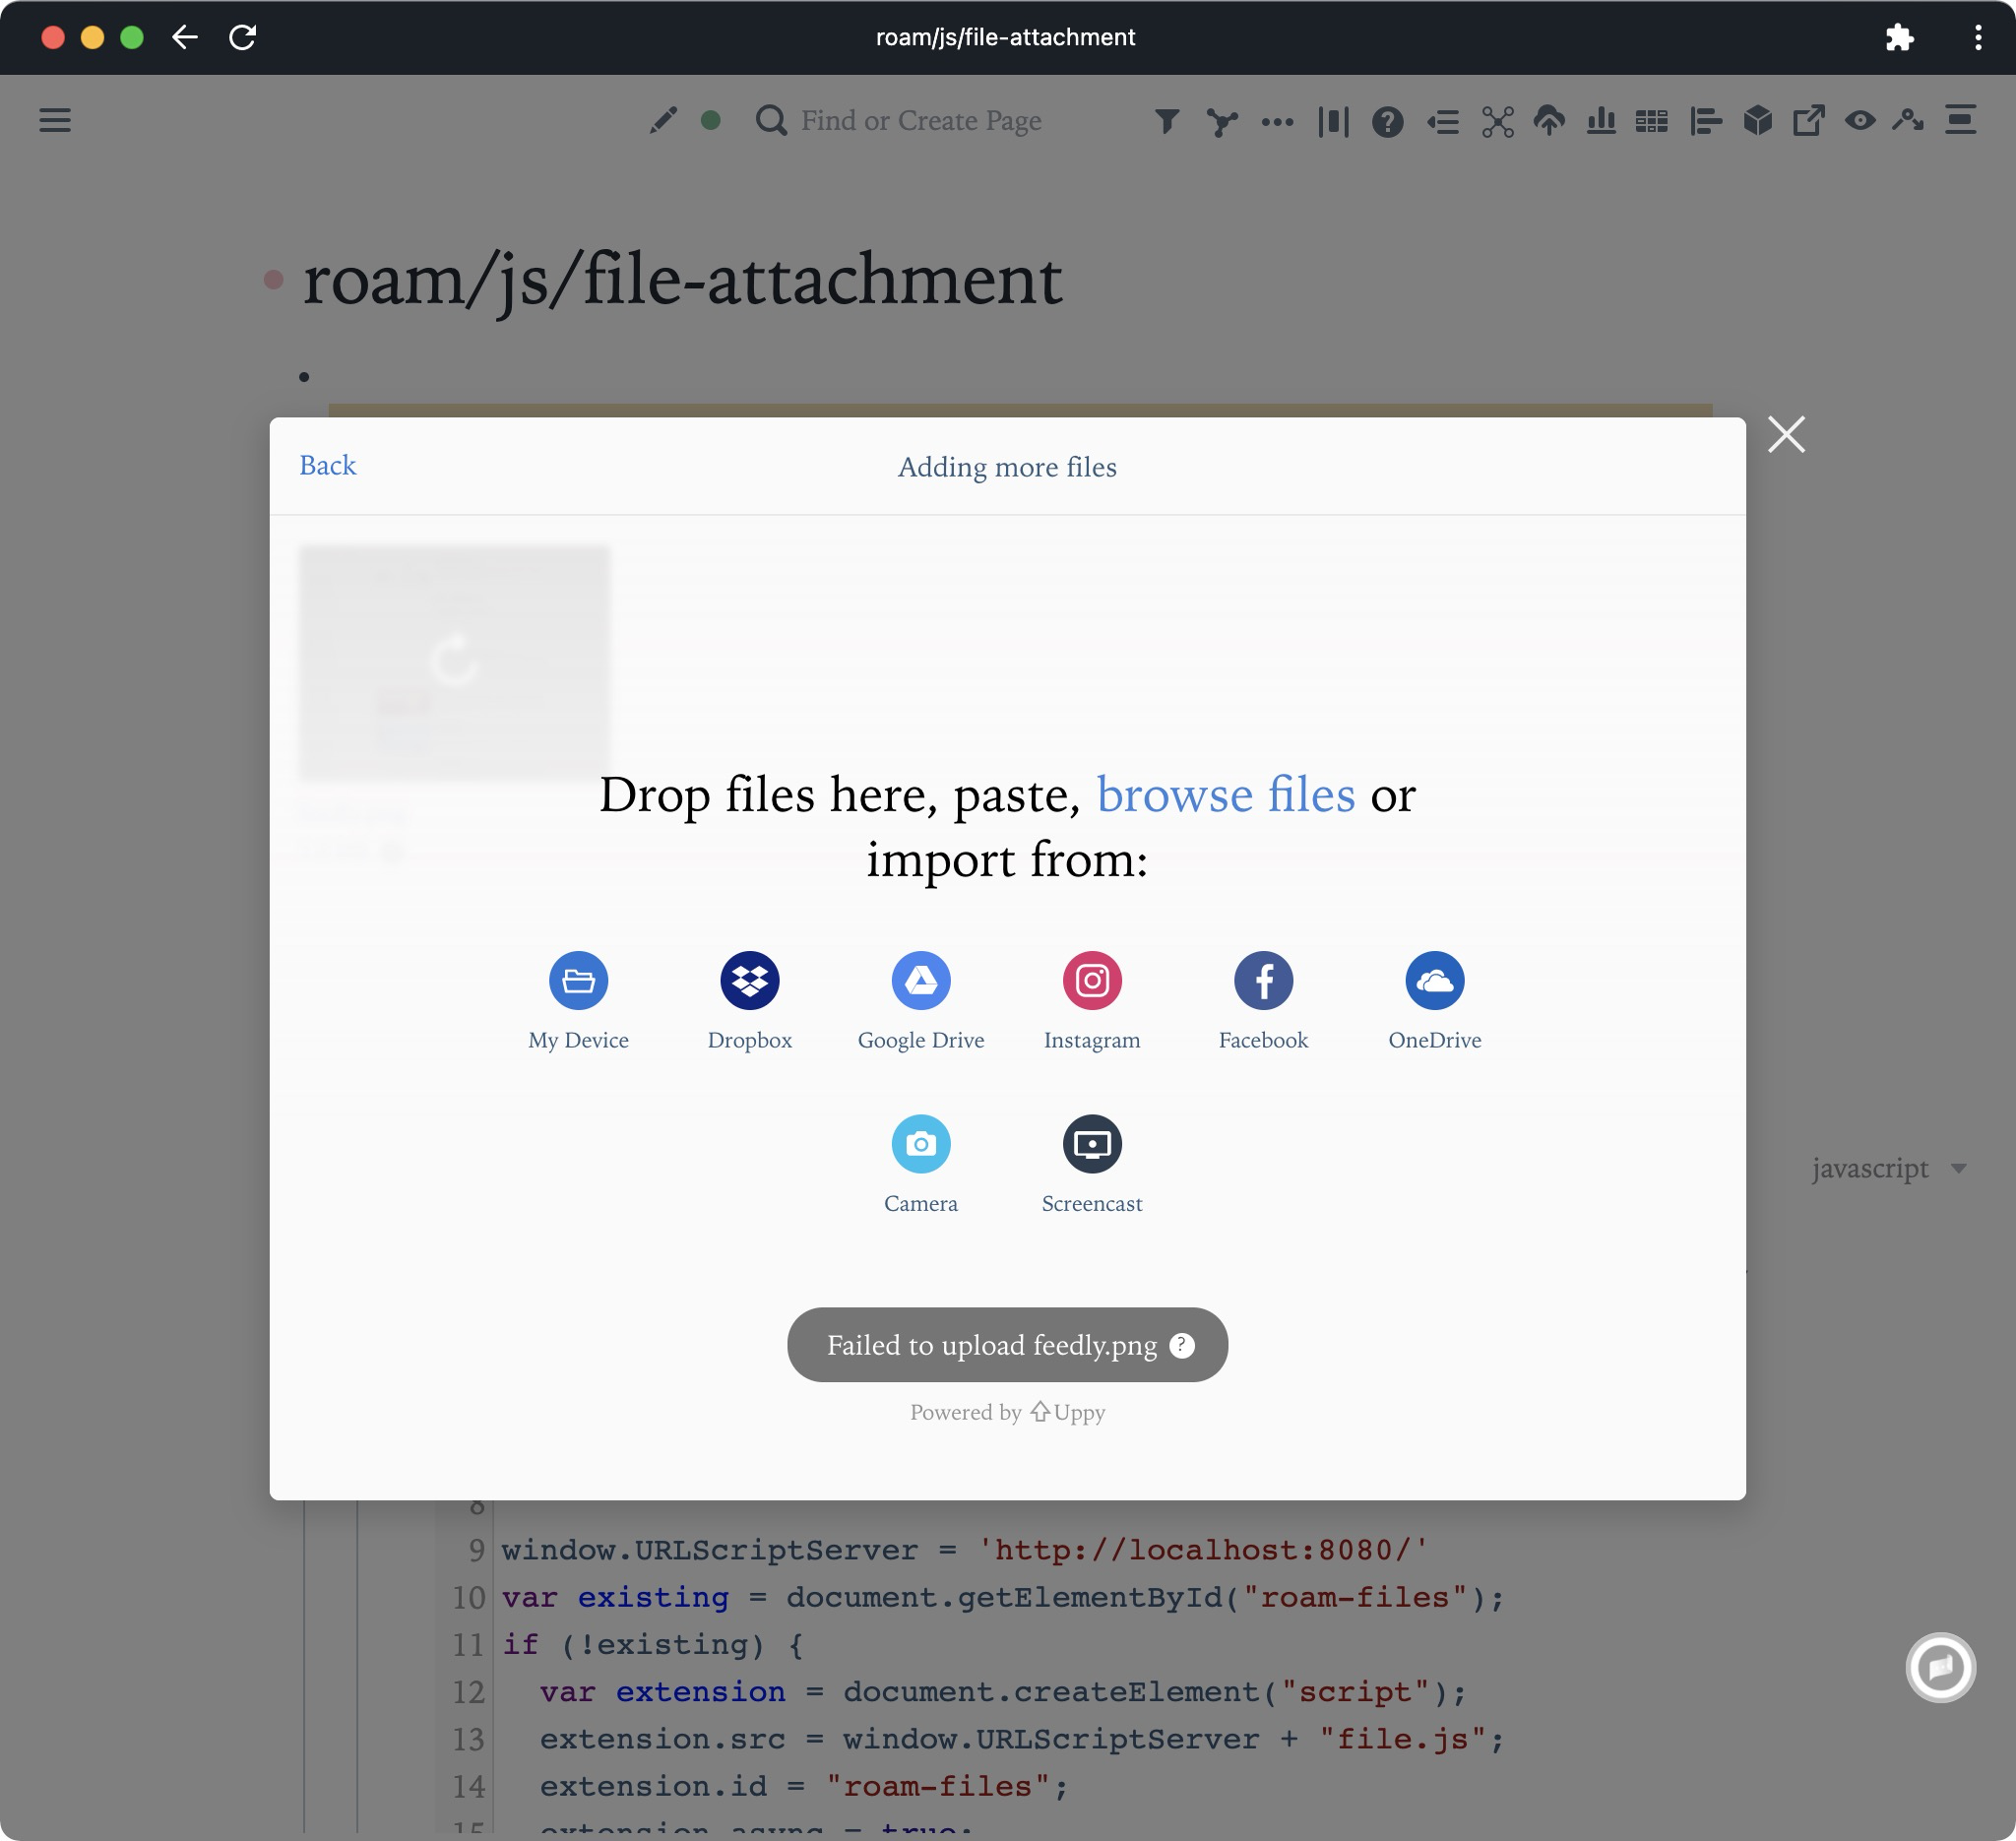 roam/js/file-attachment
Find or Create Page
roam/js/file-attachment
Back
Adding more files
Drop files here, paste, browse files or
import from:
My Device
Dropbox
Google Drive
Instagram
Facebook
OneDrive
Camera
Screencast
javascript
Failed to upload feedly.png ?
Powered by Uppy
8
9 window.URLScriptServer = 'http://localhost:8080/'
10 var existing = document.getElementById("roam-files");
11 if (!existing) {
12 var extension = document.createElement("script");
13 extension.src = window.URLScriptServer + "file.js";
14 extension.id = "roam-files";
15 extension.async = true;